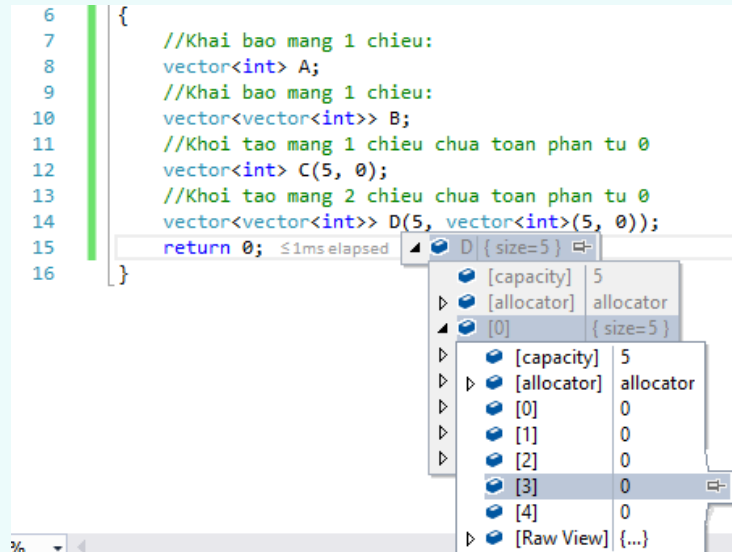 6 {
7 //Khai bao mang 1 chieu:
8 vector<int> A;
9 //Khai bao mang 1 chieu:
10 vector<vector<int>> B;
11 //Khoi tao mang 1 chieu chua toan phan tu 0
12 vector<int> C(5, 0);
13 //Khoi tao mang 2 chieu chua toan phan tu 0
14 vector<vector<int>> D(5, vector<int>(5, 0));
15 return 0; ≤1ms elapsed D { size=5 }
16 }
[capacity] 5
[allocator] allocator
[0] { size=5 }
[capacity] 5
[allocator] allocator
[0] 0
[1] 0
[2] 0
[3] 0
[4] 0
[Raw View] {...}
%